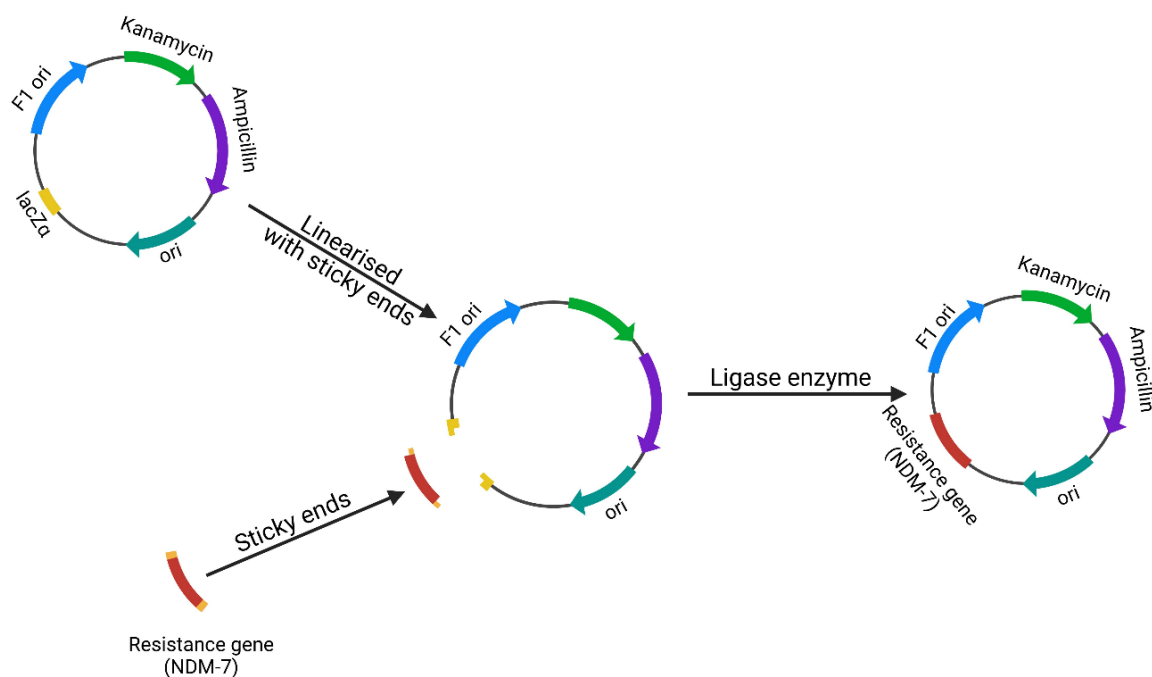 Kanamycin
F1 ori
Ampicillin
lacZα
ori
Linearised
with sticky ends
F1 ori
ori
Ligase enzyme
Kanamycin
F1 ori
Ampicillin
Resistance gene
(NDM-7)
ori
Sticky ends
Resistance gene
(NDM-7)